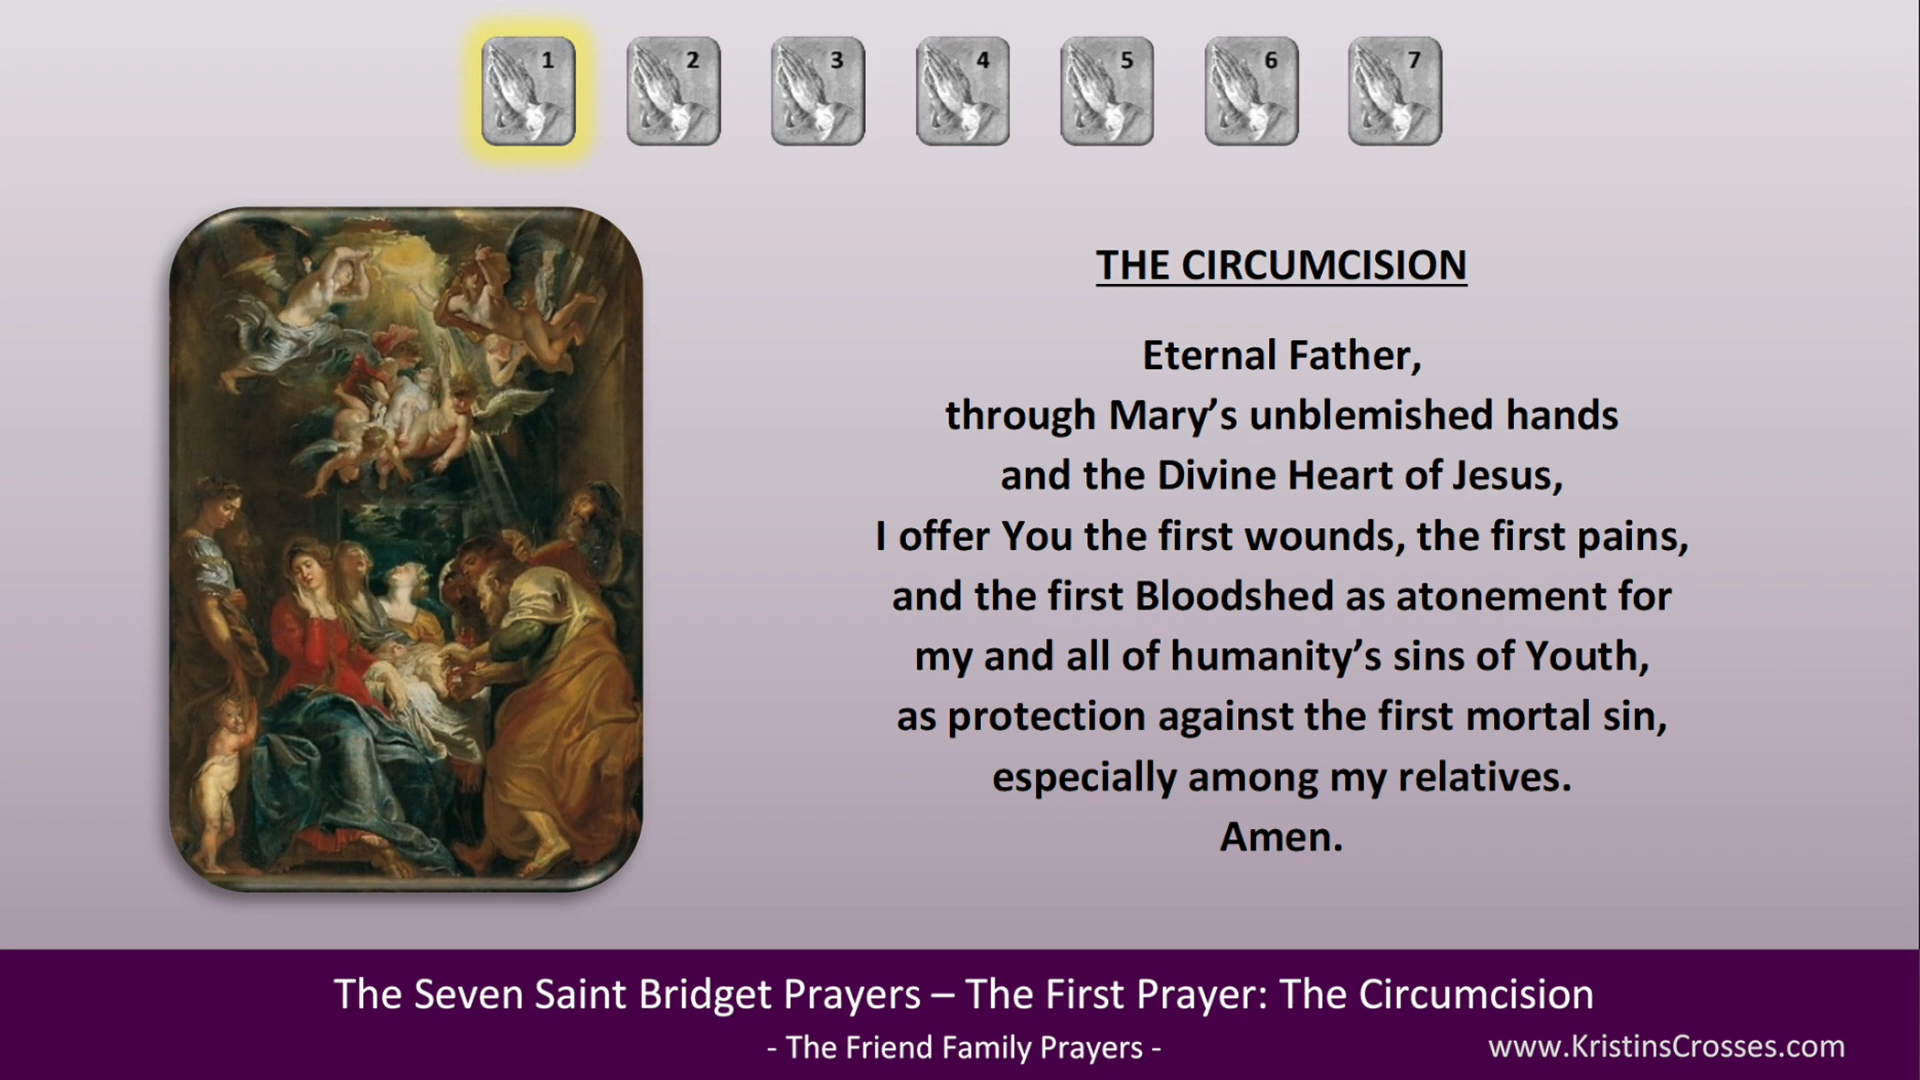 1 2 3 4 5 6 7
THE CIRCUMCISION
Eternal Father,
through Mary’s unblemished hands
and the Divine Heart of Jesus,
I offer You the first wounds, the first pains,
and the first Bloodshed as atonement for
my and all of humanity’s sins of Youth,
as protection against the first mortal sin,
especially among my relatives.
Amen.
The Seven Saint Bridget Prayers – The First Prayer: The Circumcision
- The Friend Family Prayers -
www.KristinsCrosses.com